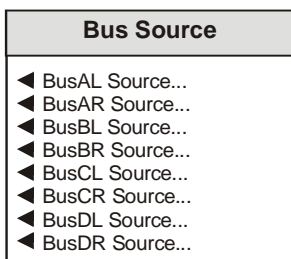 Bus Source
◀ BusAL Source...
◀ BusAR Source...
◀ BusBL Source...
◀ BusBR Source...
◀ BusCL Source...
◀ BusCR Source...
◀ BusDL Source...
◀ BusDR Source...